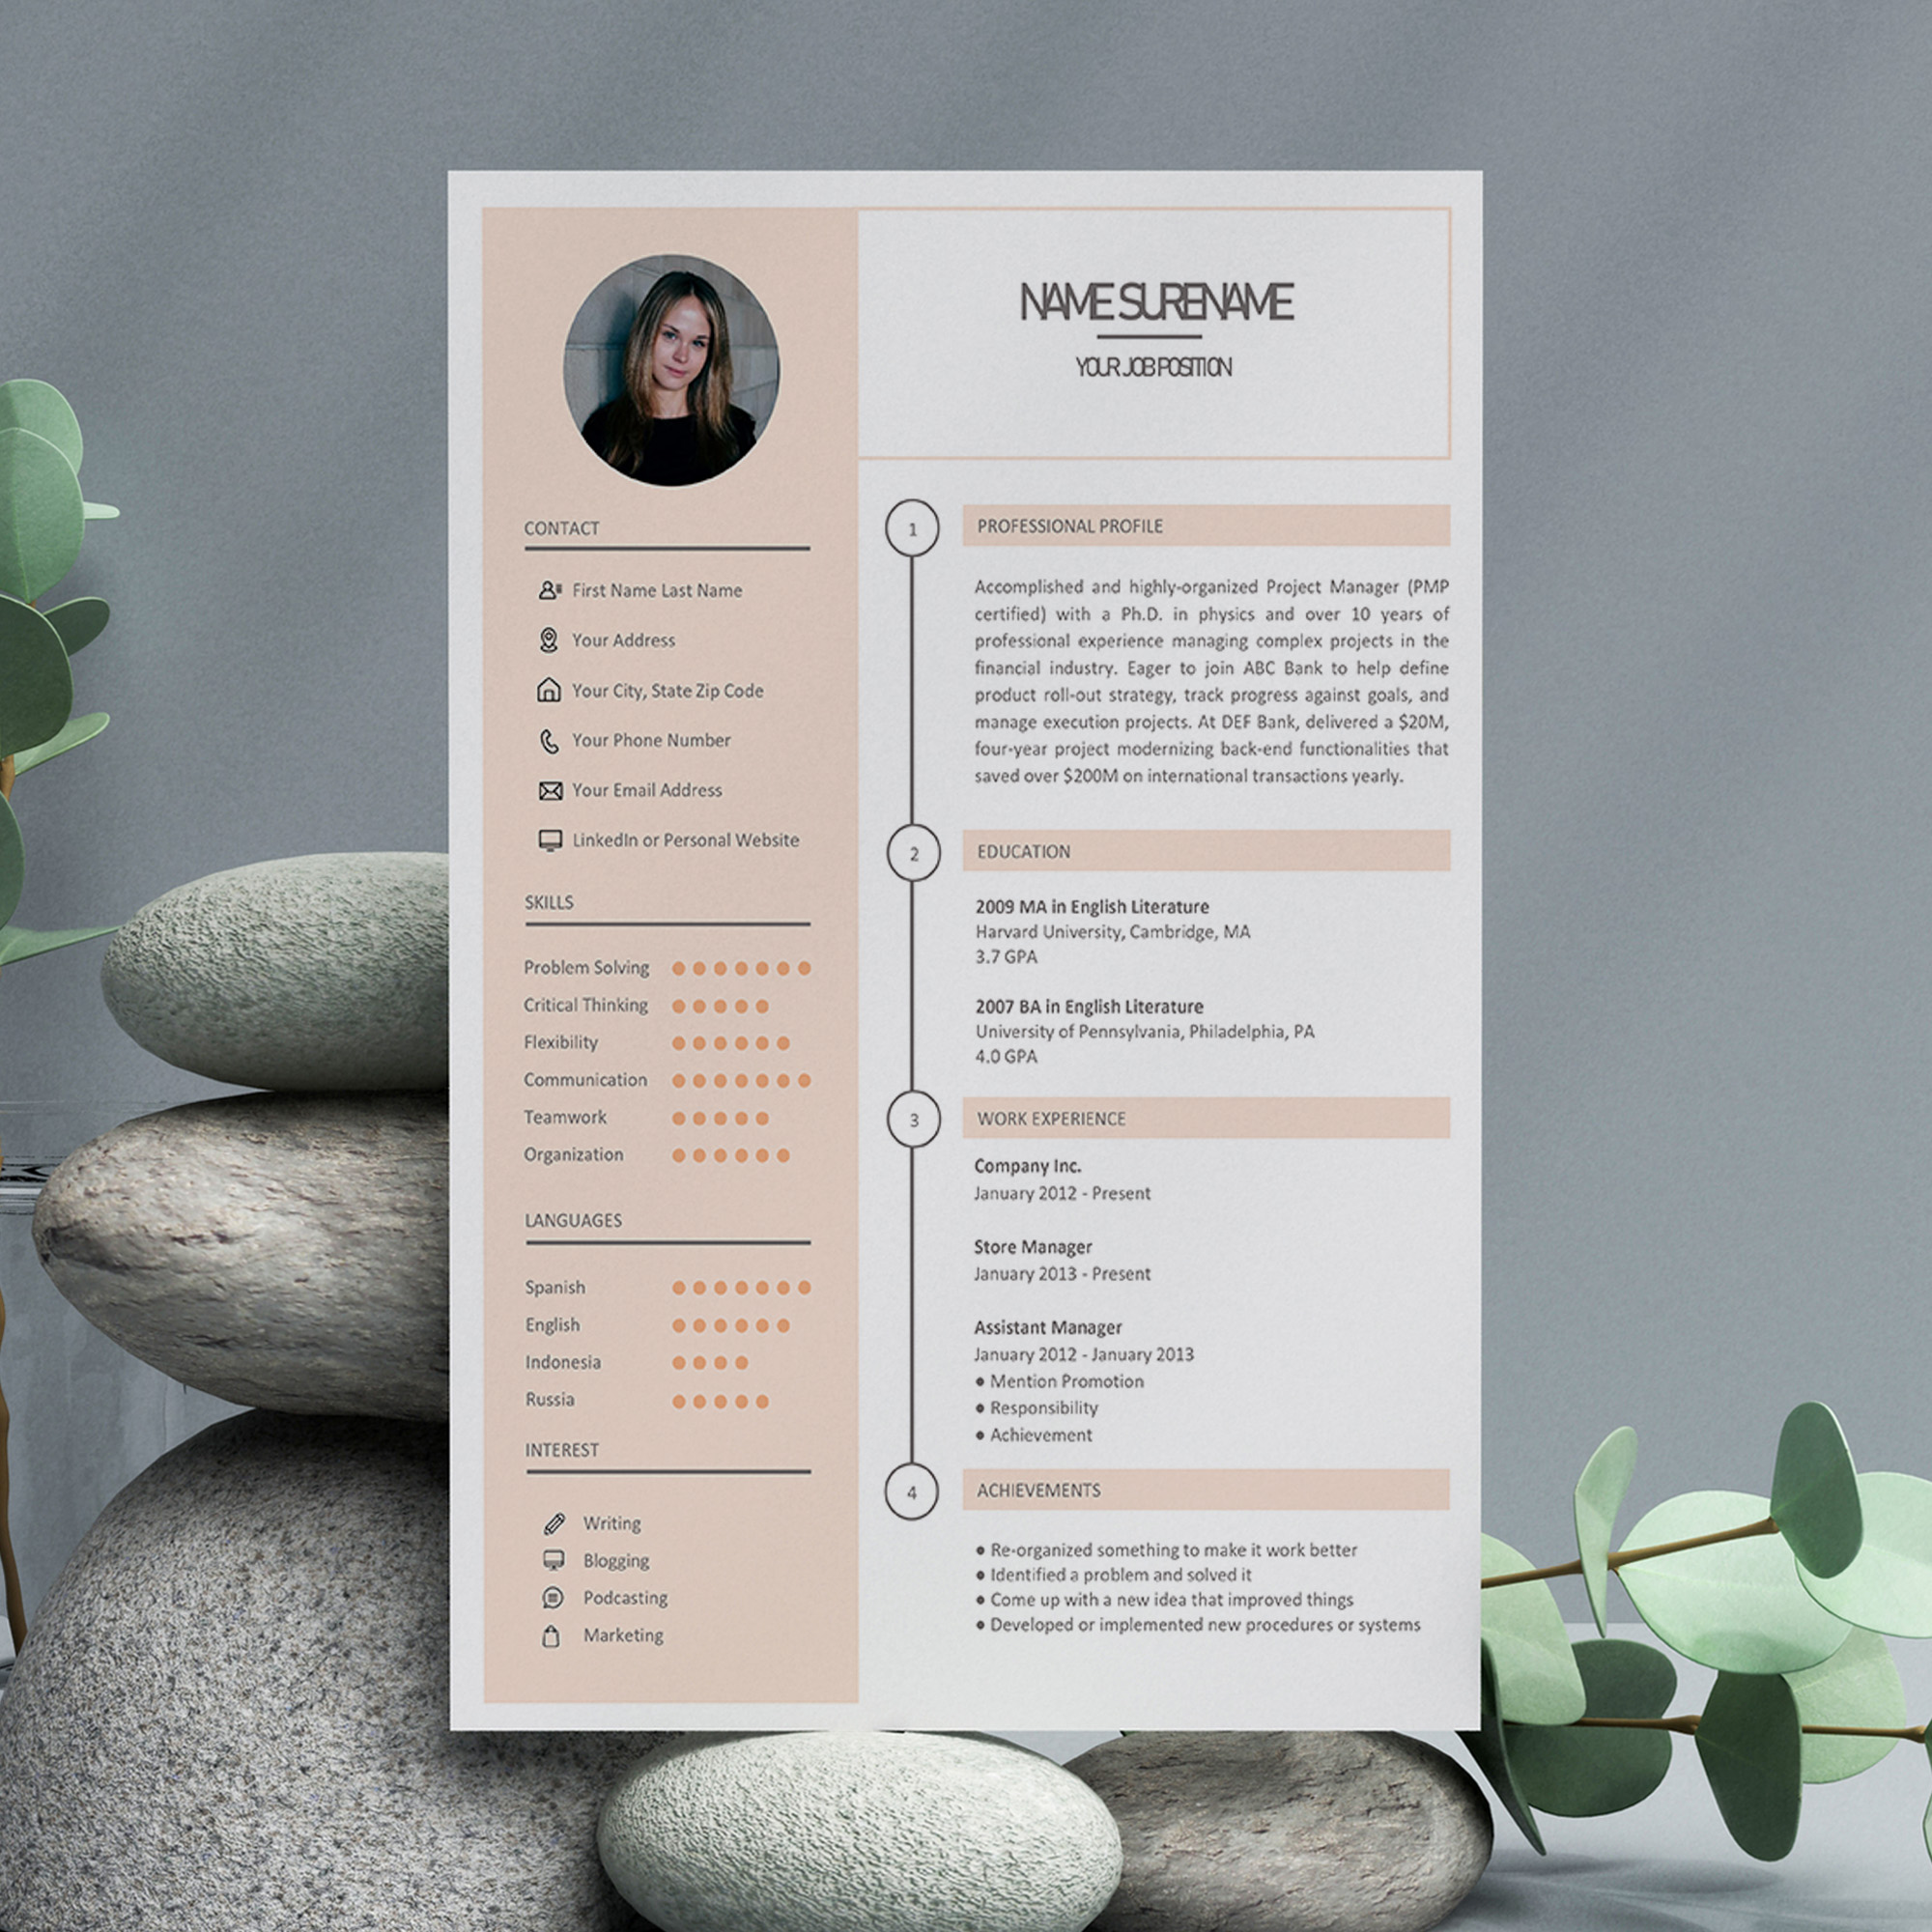 NAME SURENAME
YOUR JOB POSITION
CONTACT
First Name Last Name
Your Address
Your City, State Zip Code
Your Phone Number
Your Email Address
LinkedIn or Personal Website
SKILLS
Problem Solving
Critical Thinking
Flexibility
Communication
Teamwork
Organization
LANGUAGES
Spanish
English
Indonesia
Russia
INTEREST
Writing
Blogging
Podcasting
Marketing
1
PROFESSIONAL PROFILE
Accomplished and highly-organized Project Manager (PMP
certified) with a Ph.D. in physics and over 10 years of
professional experience managing complex projects in the
financial industry. Eager to join ABC Bank to help define
product roll-out strategy, track progress against goals, and
manage execution projects. At DEF Bank, delivered a $20M,
four-year project modernizing back-end functionalities that
saved over $200M on international transactions yearly.
2
EDUCATION
2009 MA in English Literature
Harvard University, Cambridge, MA
3.7 GPA
2007 BA in English Literature
University of Pennsylvania, Philadelphia, PA
4.0 GPA
3
WORK EXPERIENCE
Company Inc.
January 2012 - Present
Store Manager
January 2013 - Present
Assistant Manager
January 2012 - January 2013
● Mention Promotion
● Responsibility
● Achievement
4
ACHIEVEMENTS
● Re-organized something to make it work better
● Identified a problem and solved it
● Come up with a new idea that improved things
● Developed or implemented new procedures or systems